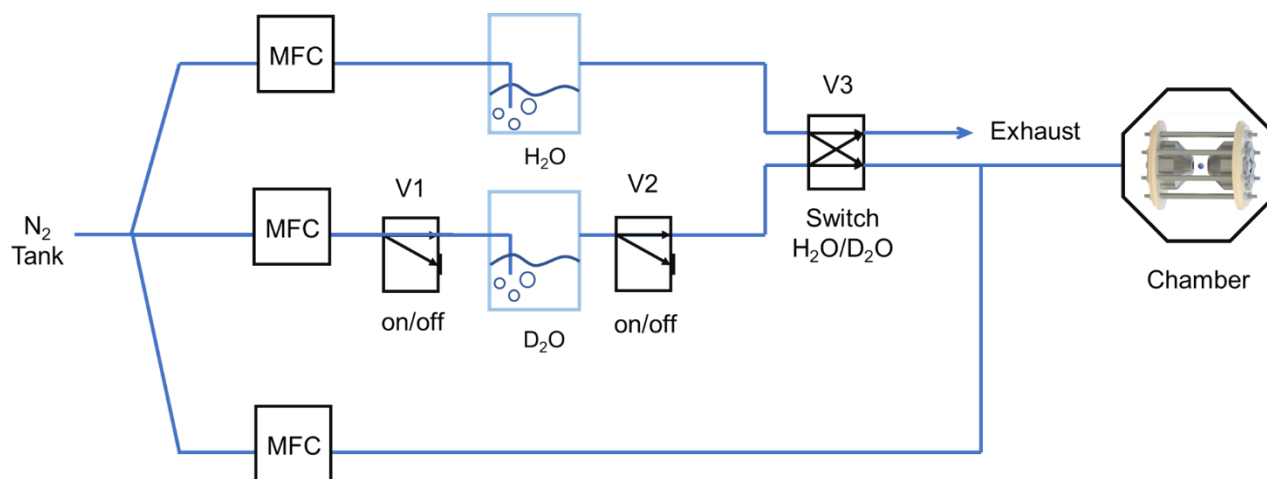 MFC
H₂O
V3
Exhaust
Switch
H₂O/D₂O
Chamber
N₂
Tank
MFC
V1
on/off
D₂O
V2
on/off
MFC